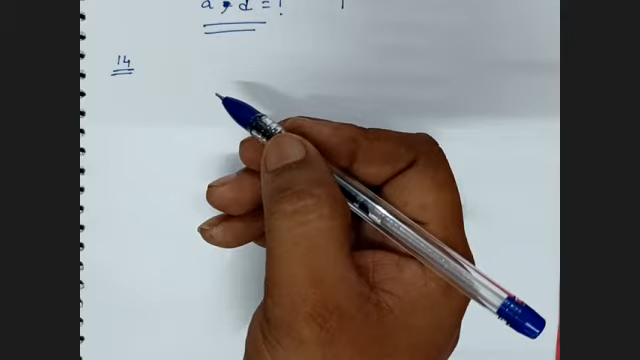 a , d = ?
14